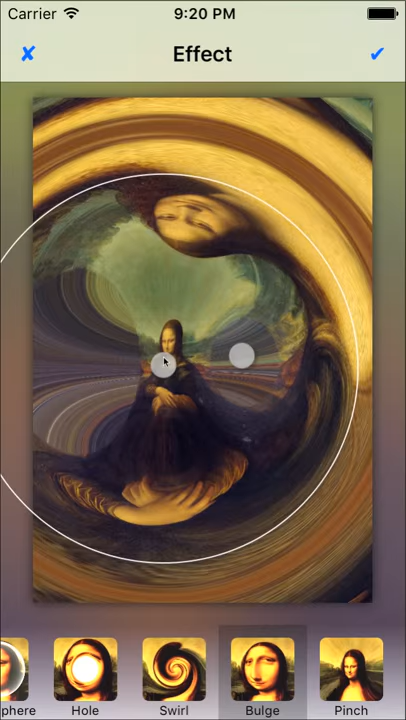 Carrier 9:20 PM
✘ Effect ✔
phere Hole Swirl Bulge Pinch